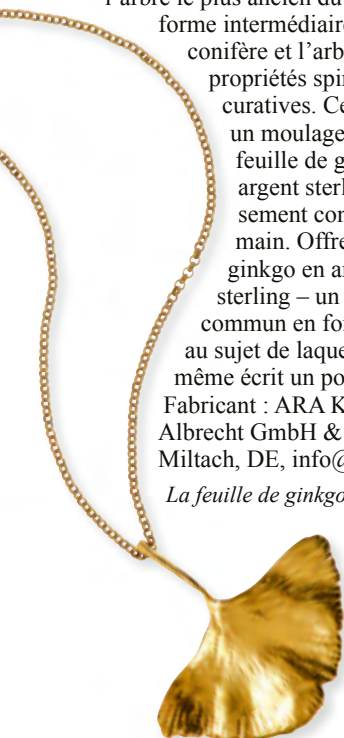 l'arbre le plus ancien du
forme intermédiaire
conifère et l'arb
propriétés spir
curatives. Ce
un moulage
feuille de g
argent sterl
sement con
main. Offre
ginkgo en ar
sterling – un
commun en for
au sujet de laque
même écrit un po
Fabricant : ARA K
Albrecht GmbH &
Miltach, DE, info@
La feuille de ginkgo